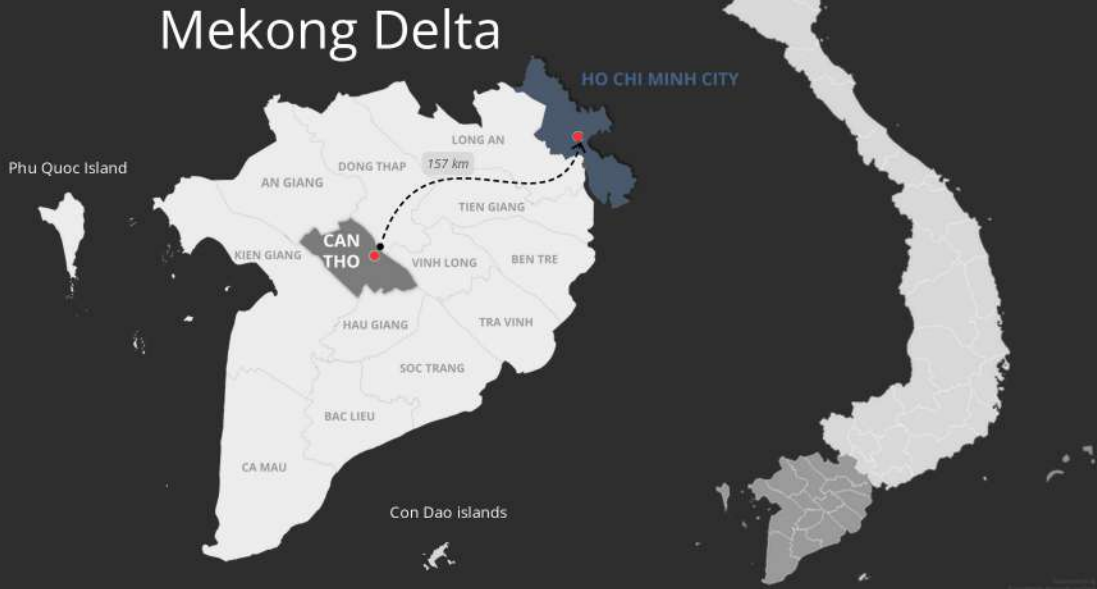 Mekong Delta
HO CHI MINH CITY
LONG AN
157 km
DONG THAP
Phu Quoc Island
AN GIANG
TIEN GIANG
CAN
THO
KIEN GIANG
VINH LONG
BEN TRE
HAU GIANG
TRA VINH
SOC TRANG
BAC LIEU
CA MAU
Con Dao islands